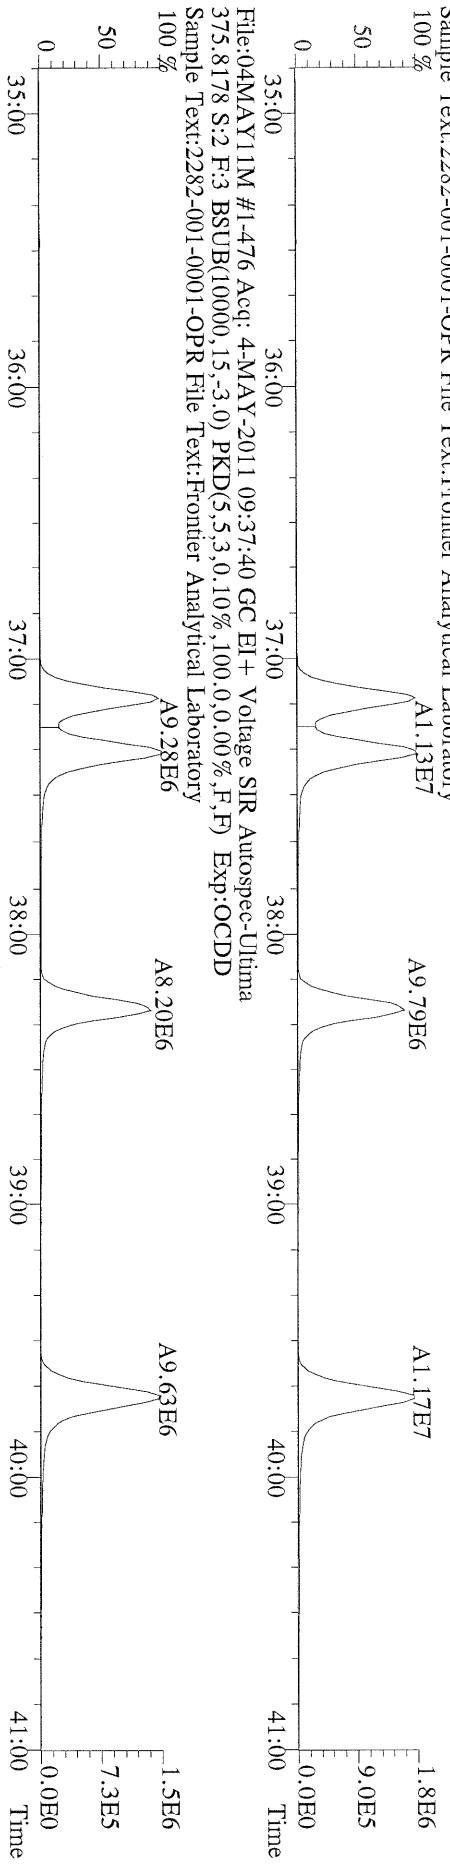 Sample Text:2282-001-0001-OPR File Text:Frontier Analytical Laboratory
100 %
A1.13E7
A9.79E6
A1.17E7
1.8E6
50
9.0E5
0
0.0E0
35:00 36:00 37:00 38:00 39:00 40:00 41:00 Time
File:04MAY11M #1-476 Acq: 4-MAY-2011 09:37:40 GC EI+ Voltage SIR Autospec-Ultima
375.8178 S:2 F:3 BSUB(10000,15,-3.0) PKD(5,5,3,0.10%,100.0,0.00%,F,F) Exp:OCDD
Sample Text:2282-001-0001-OPR File Text:Frontier Analytical Laboratory
100 %
A9.28E6
A8.20E6
A9.63E6
1.5E6
50
7.3E5
0
0.0E0
35:00 36:00 37:00 38:00 39:00 40:00 41:00 Time